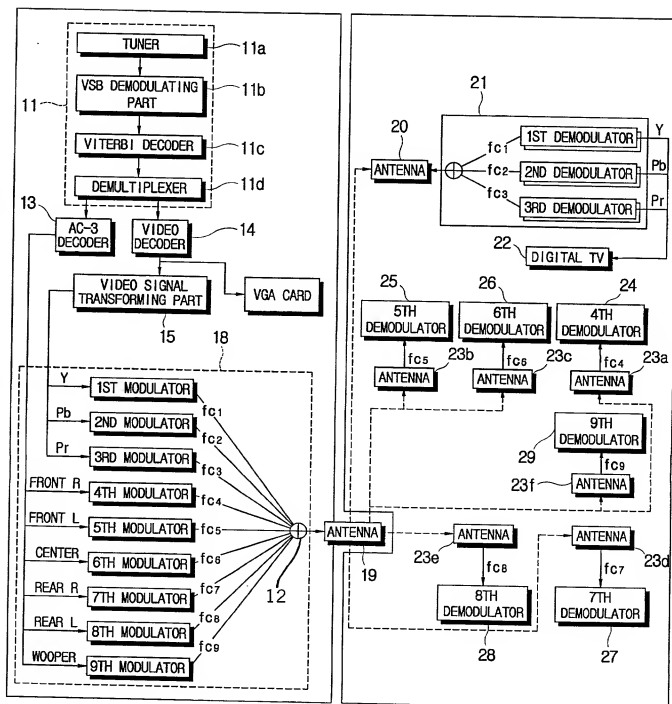 TUNER
11a
VSB DEMODULATING
PART
11b
11
VITERBI DECODER
11c
DEMULTIPLEXER
11d
13
AC-3
DECODER
VIDEO
DECODER
14
VIDEO SIGNAL
TRANSFORMING PART
15
VGA CARD
18
Y
1ST MODULATOR
fC1
Pb
2ND MODULATOR
fC2
Pr
3RD MODULATOR
fC3
FRONT R
4TH MODULATOR
fC4
FRONT L
5TH MODULATOR
fC5
CENTER
6TH MODULATOR
fC6
REAR R
7TH MODULATOR
fC7
REAR L
8TH MODULATOR
fC8
WOOPER
9TH MODULATOR
fC9
12
ANTENNA
19
20
ANTENNA
21
fC1
1ST DEMODULATOR
Y
fC2
2ND DEMODULATOR
Pb
fC3
3RD DEMODULATOR
Pr
22
DIGITAL TV
25
5TH
DEMODULATOR
fC5
23b
ANTENNA
26
6TH
DEMODULATOR
fC6
23c
ANTENNA
24
4TH
DEMODULATOR
fC4
23a
ANTENNA
9TH
DEMODULATOR
29
fC9
23f
ANTENNA
ANTENNA
23e
fC8
8TH
DEMODULATOR
28
ANTENNA
23d
fC7
7TH
DEMODULATOR
27